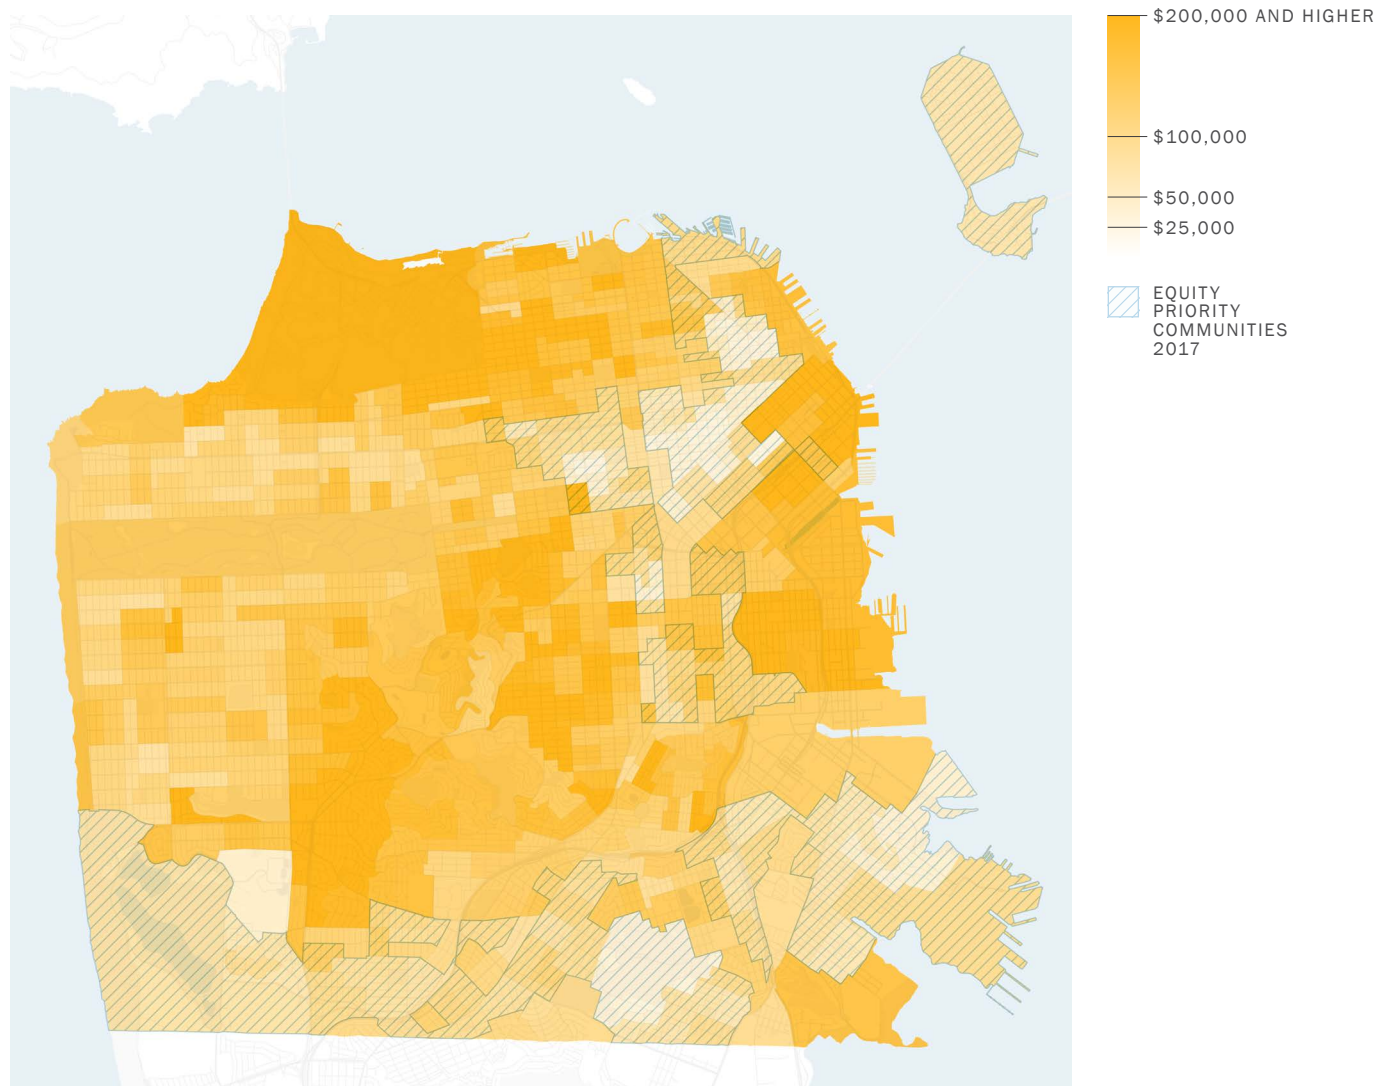 $200,000 AND HIGHER
$100,000
$50,000
$25,000
EQUITY
PRIORITY
COMMUNITIES
2017